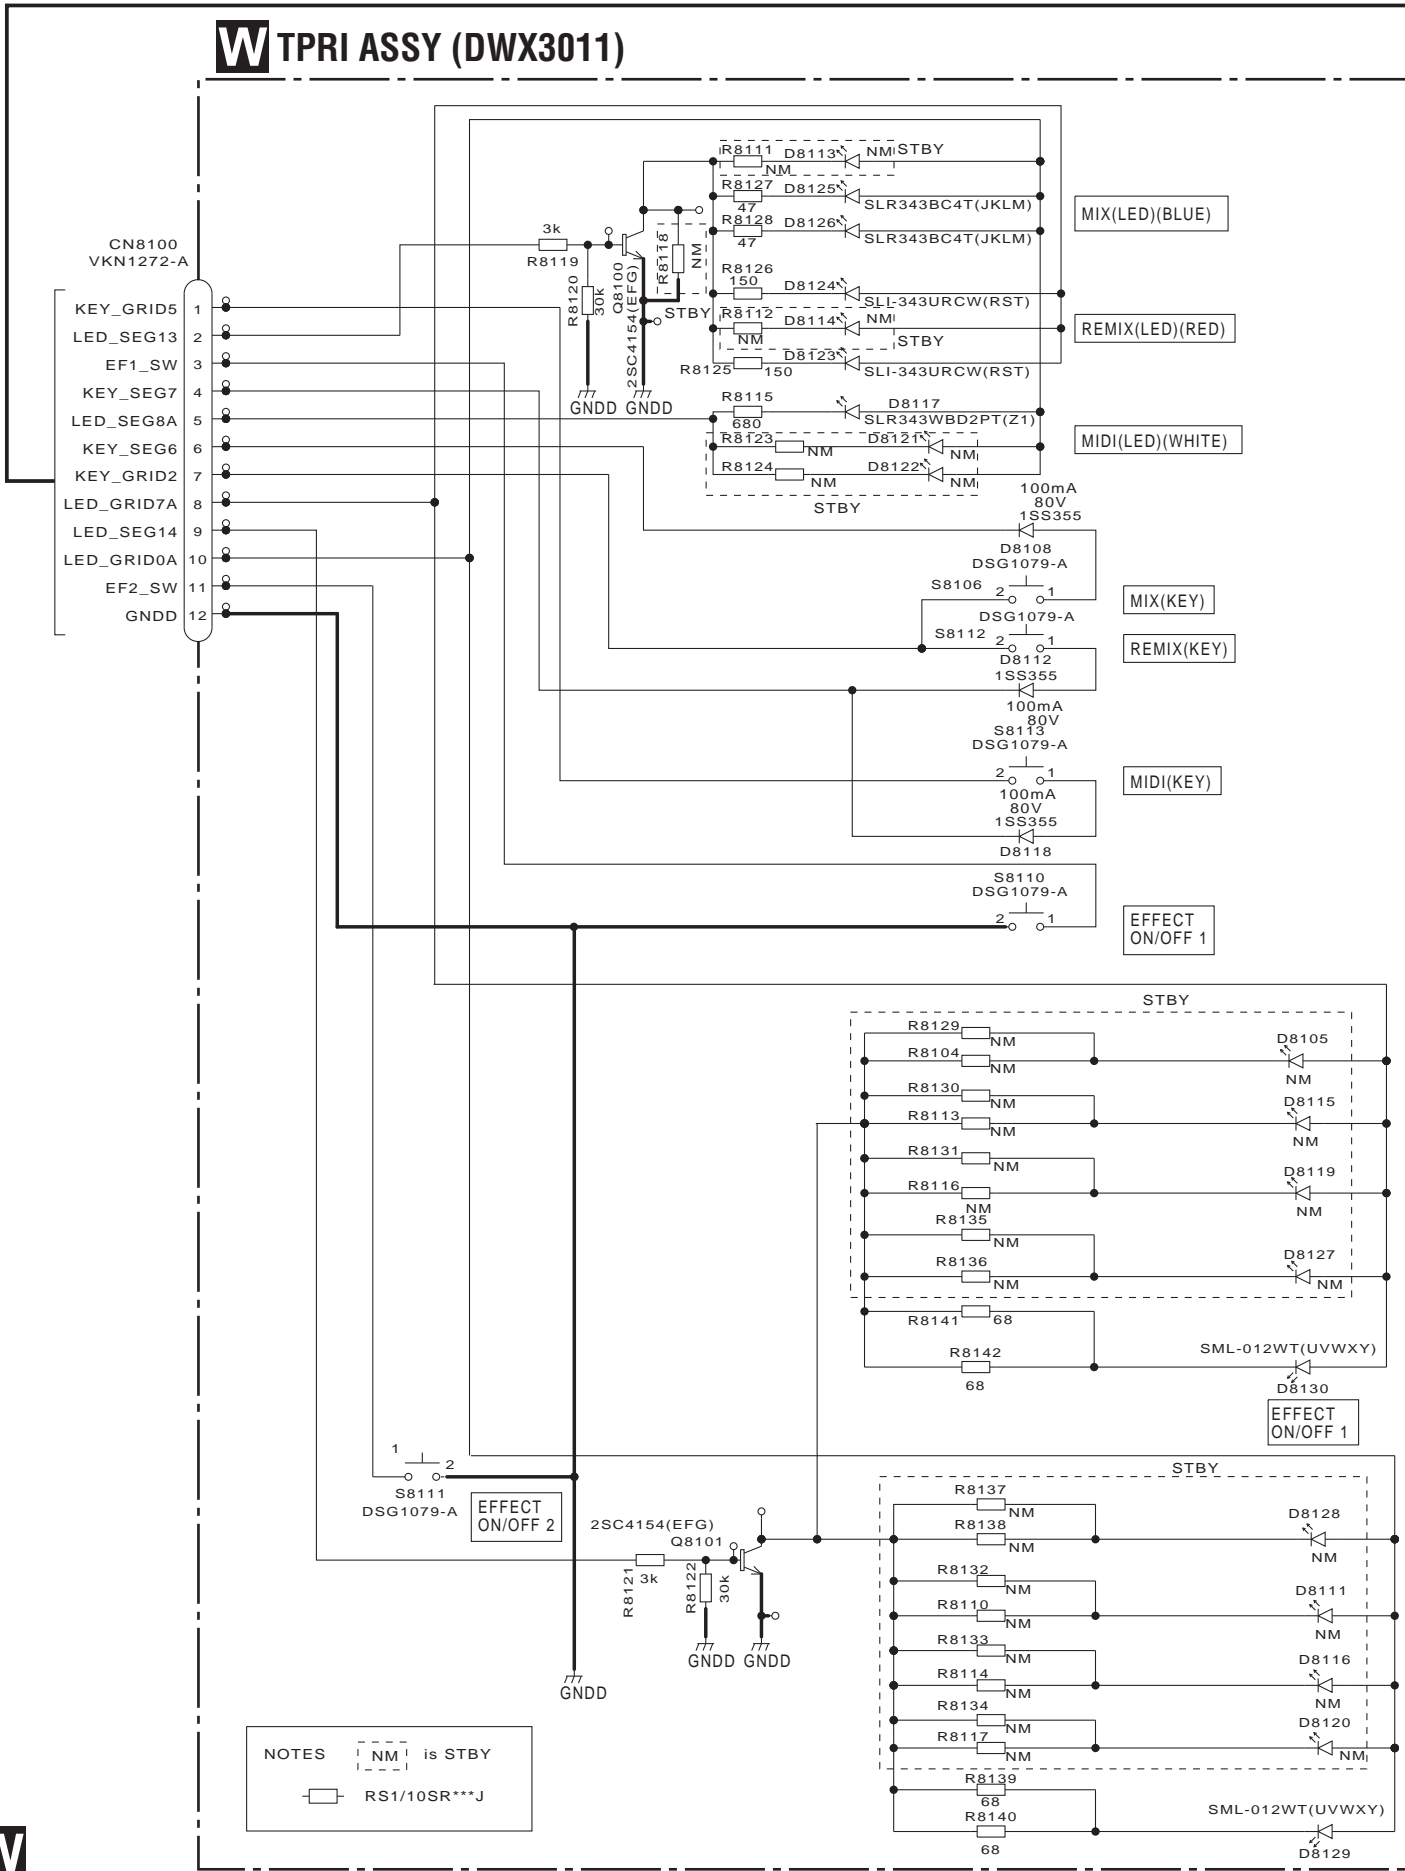 W TPRI ASSY (DWX3011)
CN8100
VKN1272-A
KEY_GRID5 1
LED_SEG13 2
EF1_SW 3
KEY_SEG7 4
LED_SEG8A 5
KEY_SEG6 6
KEY_GRID2 7
LED_GRID7A 8
LED_SEG14 9
LED_GRID0A 10
EF2_SW 11
GNDD 12
3k
R8119
R8120
30k
Q8100
2SC4154(EFG)
R8118
NM
STBY
GNDD GNDD
R8111 D8113 NM STBY
NM
R8127 D8125
47 SLR343BC4T(JKLM)
R8128 D8126
47 SLR343BC4T(JKLM)
MIX(LED)(BLUE)
R8126
150 D8124
SLI-343URCW(RST)
R8112 D8114 NM
NM STBY
REMIX(LED)(RED)
R8125 150 D8123
SLI-343URCW(RST)
R8115 D8117
680 SLR343WBD2PT(Z1)
R8123 NM D8121 NM
R8124 NM D8122 NM
STBY
MIDI(LED)(WHITE)
100mA
80V
1SS355
D8108
DSG1079-A
S8106 2 1
MIX(KEY)
DSG1079-A
S8112 2 1
REMIX(KEY)
D8112
1SS355
100mA
80V
S8113
DSG1079-A
2 1
MIDI(KEY)
100mA
80V
1SS355
D8118
S8110
DSG1079-A
2 1
EFFECT
ON/OFF 1
STBY
R8129 NM
R8104 NM
D8105
NM
R8130 NM
R8113 NM
D8115
NM
R8131 NM
R8116 NM
D8119
NM
R8135 NM
R8136 NM
D8127
NM
R8141 68
R8142
68
SML-012WT(UVWXY)
D8130
EFFECT
ON/OFF 1
1 2
S8111
DSG1079-A
EFFECT
ON/OFF 2
2SC4154(EFG)
Q8101
R8121
3k
R8122
30k
GNDD GNDD
GNDD
STBY
R8137 NM
R8138 NM
D8128
NM
R8132 NM
R8110 NM
D8111
NM
R8133 NM
R8114 NM
D8116
NM
R8134 NM
R8117 NM
D8120
NM
R8139
68
R8140
68
SML-012WT(UVWXY)
D8129
NOTES NM is STBY
RS1/10SR***J
W